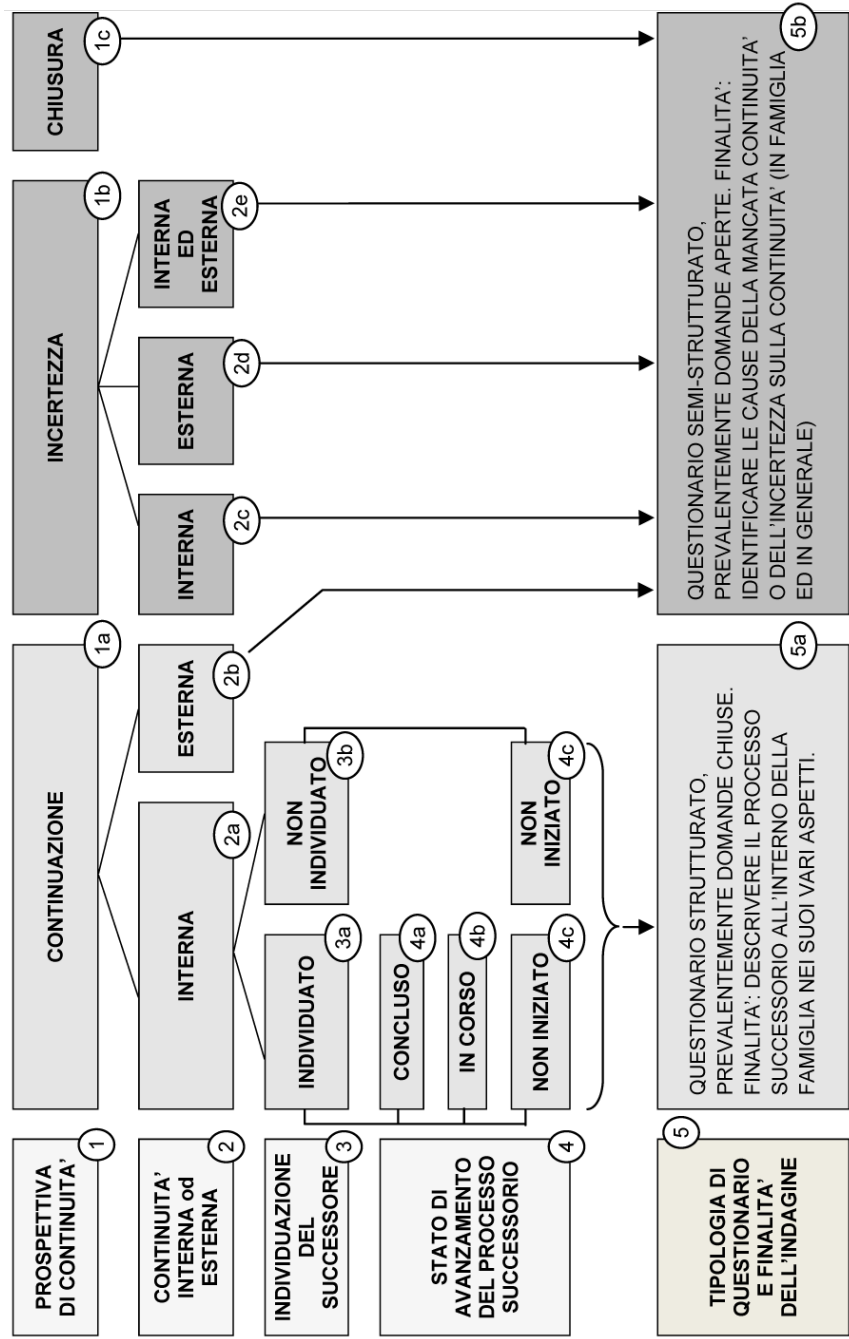 PROSPETTIVA
DI CONTINUITA'
1
CONTINUAZIONE
1a
INCERTEZZA
1b
CHIUSURA
1c
CONTINUITA'
INTERNA od
ESTERNA
2
INTERNA
2a
ESTERNA
2b
INTERNA
2c
ESTERNA
2d
INTERNA
ED
ESTERNA
2e
INDIVIDUAZIONE
DEL
SUCCESSORE
3
INDIVIDUATO
3a
NON
INDIVIDUATO
3b
STATO DI
AVANZAMENTO
DEL PROCESSO
SUCCESSORIO
4
CONCLUSO
4a
IN CORSO
4b
NON INIZIATO
4c
NON
INIZIATO
4c
TIPOLOGIA DI
QUESTIONARIO
E FINALITA'
DELL'INDAGINE
5
QUESTIONARIO STRUTTURATO,
PREVALENTEMENTE DOMANDE CHIUSE.
FINALITA': DESCRIVERE IL PROCESSO
SUCCESSORIO ALL'INTERNO DELLA
FAMIGLIA NEI SUOI VARI ASPETTI.
5a
QUESTIONARIO SEMI-STRUTTURATO,
PREVALENTEMENTE DOMANDE APERTE. FINALITA':
IDENTIFICARE LE CAUSE DELLA MANCATA CONTINUITA'
O DELL'INCERTEZZA SULLA CONTINUITA' (IN FAMIGLIA
ED IN GENERALE)
5b